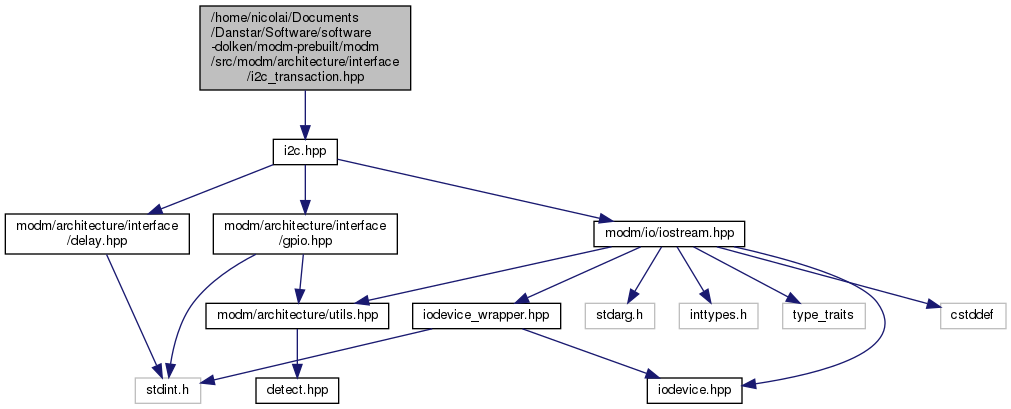 /home/nicolai/Documents
/Danstar/Software/software
-dolken/modm-prebuilt/modm
/src/modm/architecture/interface
/i2c_transaction.hpp
i2c.hpp
modm/architecture/interface
/delay.hpp
modm/architecture/interface
/gpio.hpp
modm/io/iostream.hpp
modm/architecture/utils.hpp
iodevice_wrapper.hpp
stdarg.h
inttypes.h
type_traits
cstddef
stdint.h
detect.hpp
iodevice.hpp